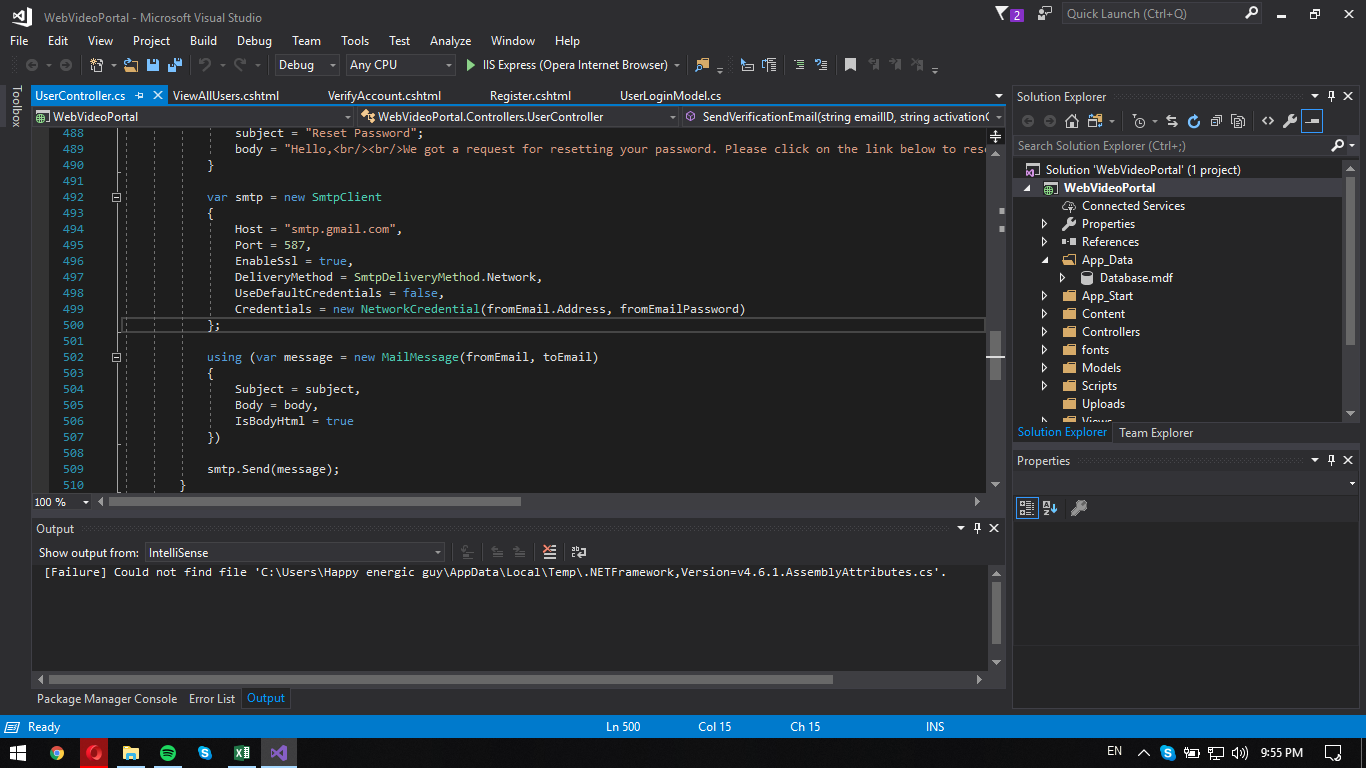 WebVideoPortal - Microsoft Visual Studio
2
Quick Launch (Ctrl+Q)
File Edit View Project Build Debug Team Tools Test Analyze Window Help
Debug Any CPU IIS Express (Opera Internet Browser)
Toolbox
UserController.cs ViewAllUsers.cshtml VerifyAccount.cshtml Register.cshtml UserLoginModel.cs
WebVideoPortal WebVideoPortal.Controllers.UserController SendVerificationEmail(string emailID, string activationC
488 subject = "Reset Password";
489 body = "Hello,<br/><br/>We got a request for resetting your password. Please click on the link below to rese
490 }
491
492 var smtp = new SmtpClient
493 {
494 Host = "smtp.gmail.com",
495 Port = 587,
496 EnableSsl = true,
497 DeliveryMethod = SmtpDeliveryMethod.Network,
498 UseDefaultCredentials = false,
499 Credentials = new NetworkCredential(fromEmail.Address, fromEmailPassword)
500 };
501
502 using (var message = new MailMessage(fromEmail, toEmail)
503 {
504 Subject = subject,
505 Body = body,
506 IsBodyHtml = true
507 })
508
509 smtp.Send(message);
510 }
100 %
Output
Show output from: IntelliSense
[Failure] Could not find file 'C:\Users\Happy energic guy\AppData\Local\Temp\.NETFramework,Version=v4.6.1.AssemblyAttributes.cs'.
Package Manager Console Error List Output
Solution Explorer
Search Solution Explorer (Ctrl+;)
Solution 'WebVideoPortal' (1 project)
WebVideoPortal
Connected Services
Properties
References
App_Data
Database.mdf
App_Start
Content
Controllers
fonts
Models
Scripts
Uploads
Views
Solution Explorer Team Explorer
Properties
Ready Ln 500 Col 15 Ch 15 INS
EN 9:55 PM